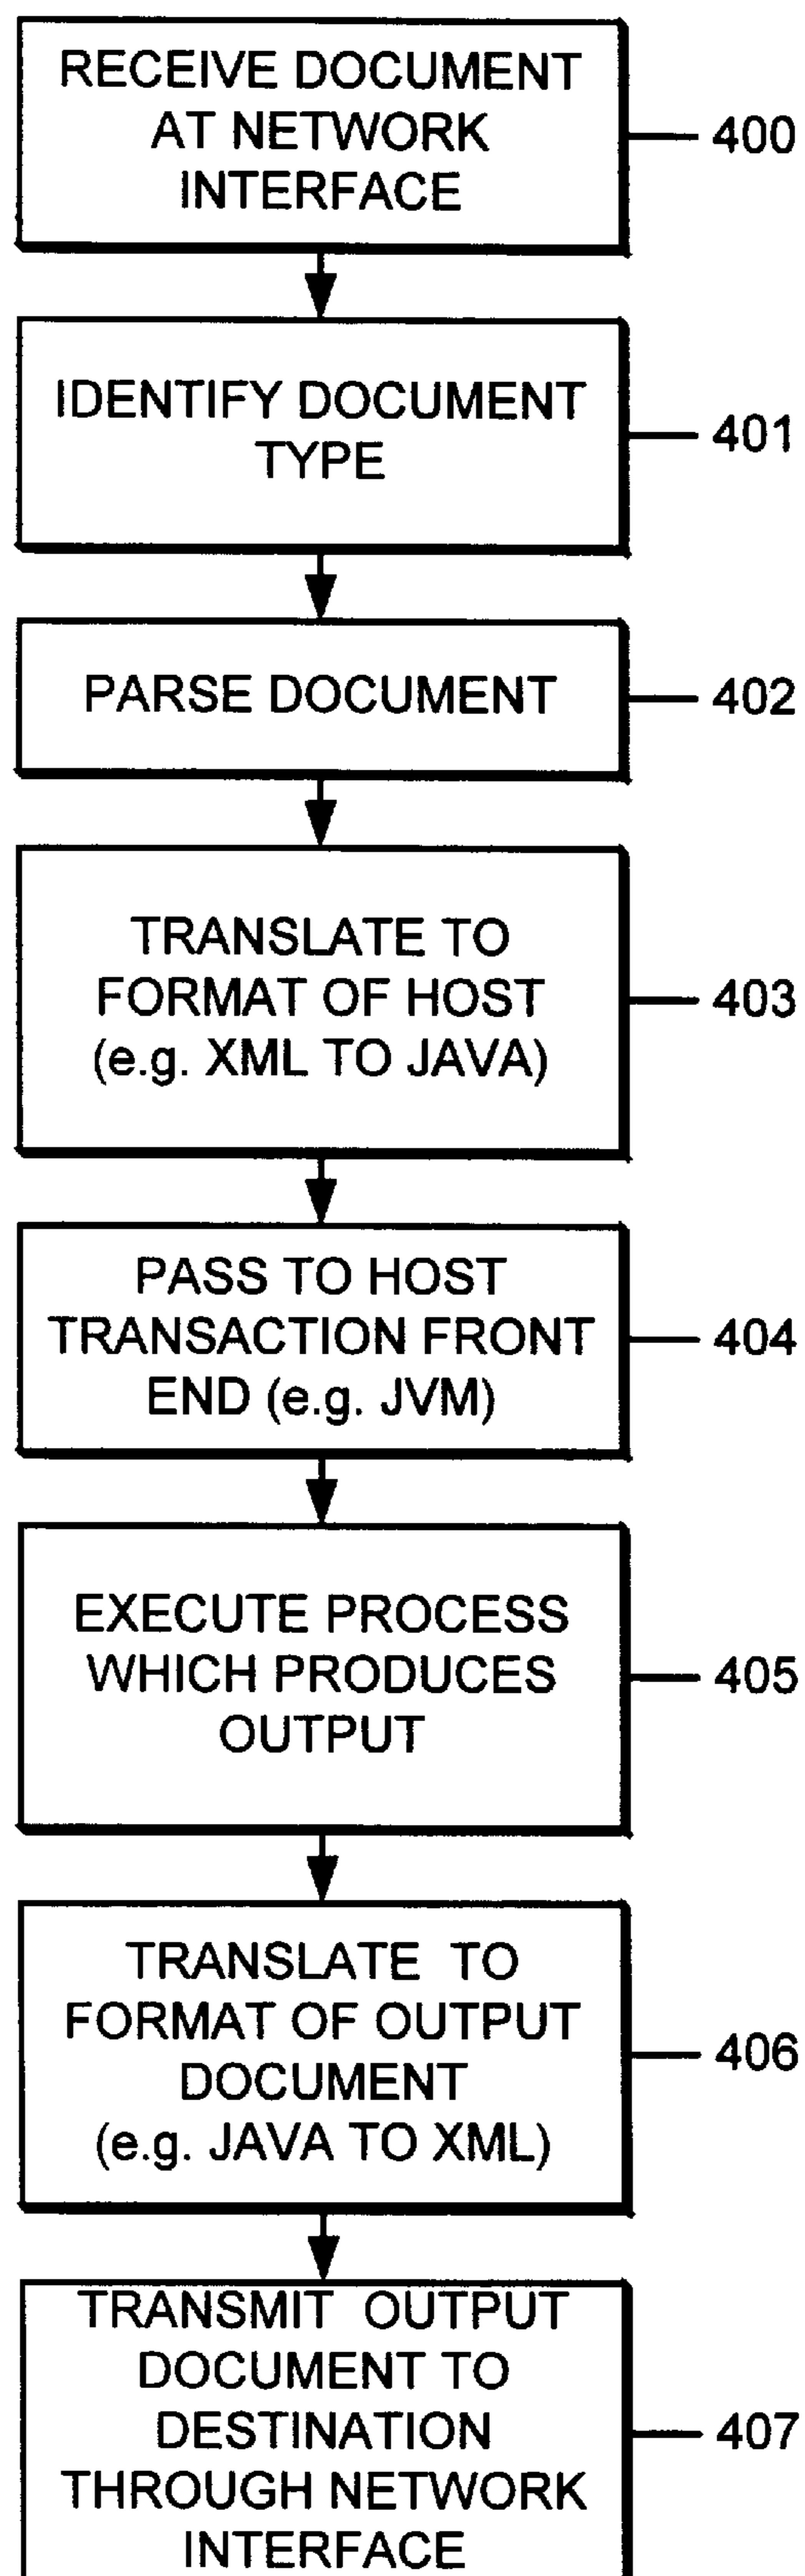 RECEIVE DOCUMENT
AT NETWORK
INTERFACE
400
IDENTIFY DOCUMENT
TYPE
401
PARSE DOCUMENT
402
TRANSLATE TO
FORMAT OF HOST
(e.g. XML TO JAVA)
403
PASS TO HOST
TRANSACTION FRONT
END (e.g. JVM)
404
EXECUTE PROCESS
WHICH PRODUCES
OUTPUT
405
TRANSLATE TO
FORMAT OF OUTPUT
DOCUMENT
(e.g. JAVA TO XML)
406
TRANSMIT OUTPUT
DOCUMENT TO
DESTINATION
THROUGH NETWORK
INTERFACE
407